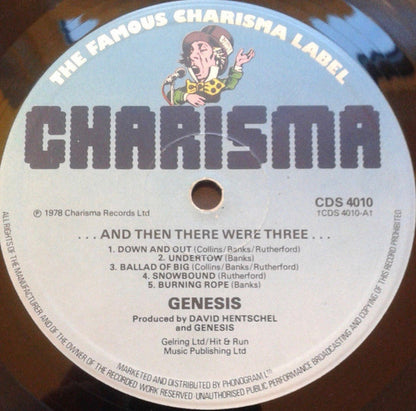 THE FAMOUS CHARISMA LABEL
CHARISMA
CDS 4010
1CDS 4010-A1
℗ 1978 Charisma Records Ltd
. . . AND THEN THERE WERE THREE . . .
1. DOWN AND OUT (Collins/Banks/Rutherford)
2. UNDERTOW (Banks)
3. BALLAD OF BIG (Collins/Banks/Rutherford)
4. SNOWBOUND (Rutherford)
5. BURNING ROPE (Banks)
GENESIS
Produced by DAVID HENTSCHEL
and GENESIS
Gelring Ltd/Hit & Run
Music Publishing Ltd
MARKETED AND DISTRIBUTED BY PHONOGRAM LTD
ALL RIGHTS OF THE MANUFACTURER AND OF THE OWNER OF THE RECORDED WORK RESERVED · UNAUTHORISED PUBLIC PERFORMANCE BROADCASTING AND COPYING OF THIS RECORD PROHIBITED